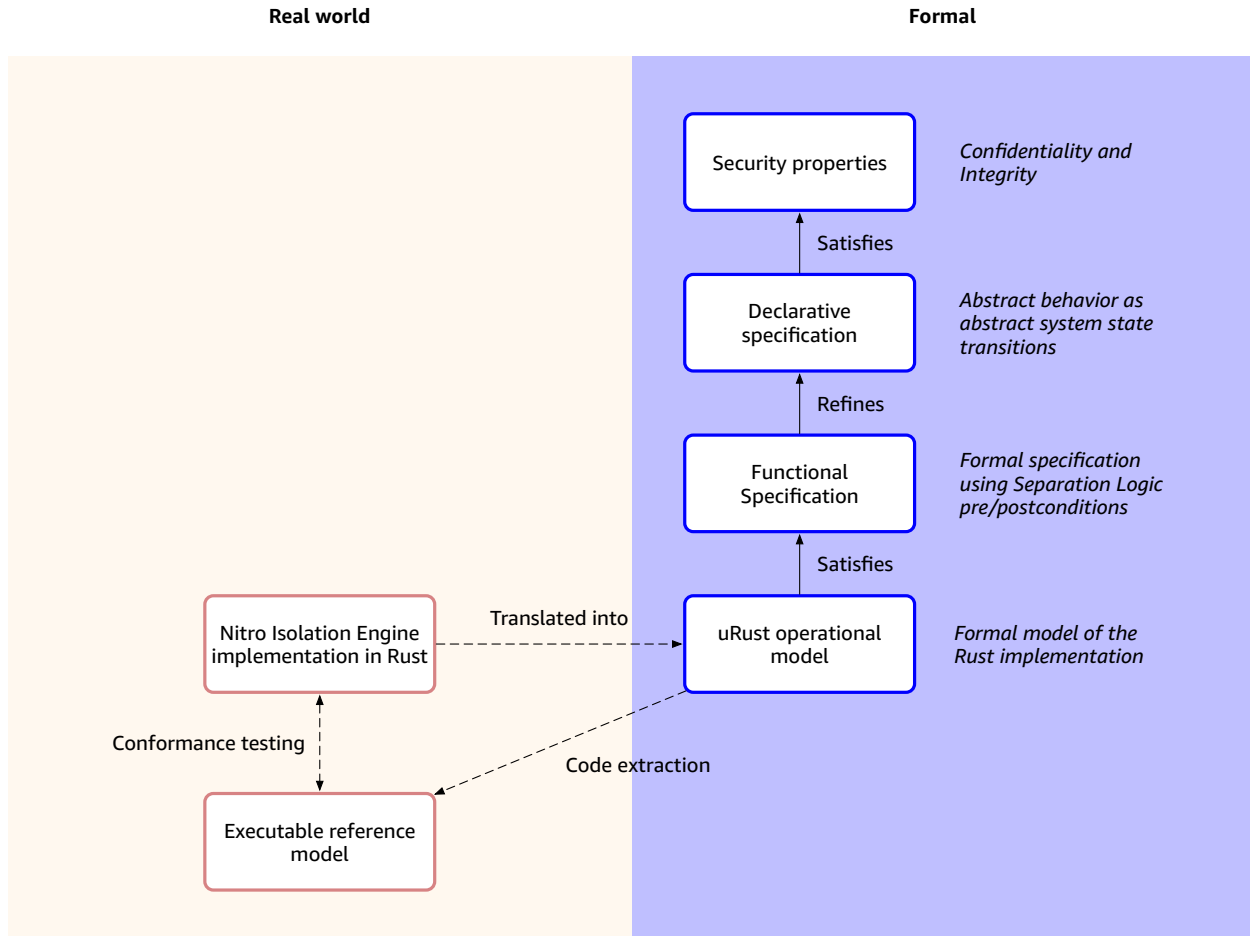 Real world
Formal
Security properties
Confidentiality and
Integrity
Satisfies
Declarative
specification
Abstract behavior as
abstract system state
transitions
Refines
Functional
Specification
Formal specification
using Separation Logic
pre/postconditions
Satisfies
Nitro Isolation Engine
implementation in Rust
Translated into
uRust operational
model
Formal model of the
Rust implementation
Conformance testing
Code extraction
Executable reference
model